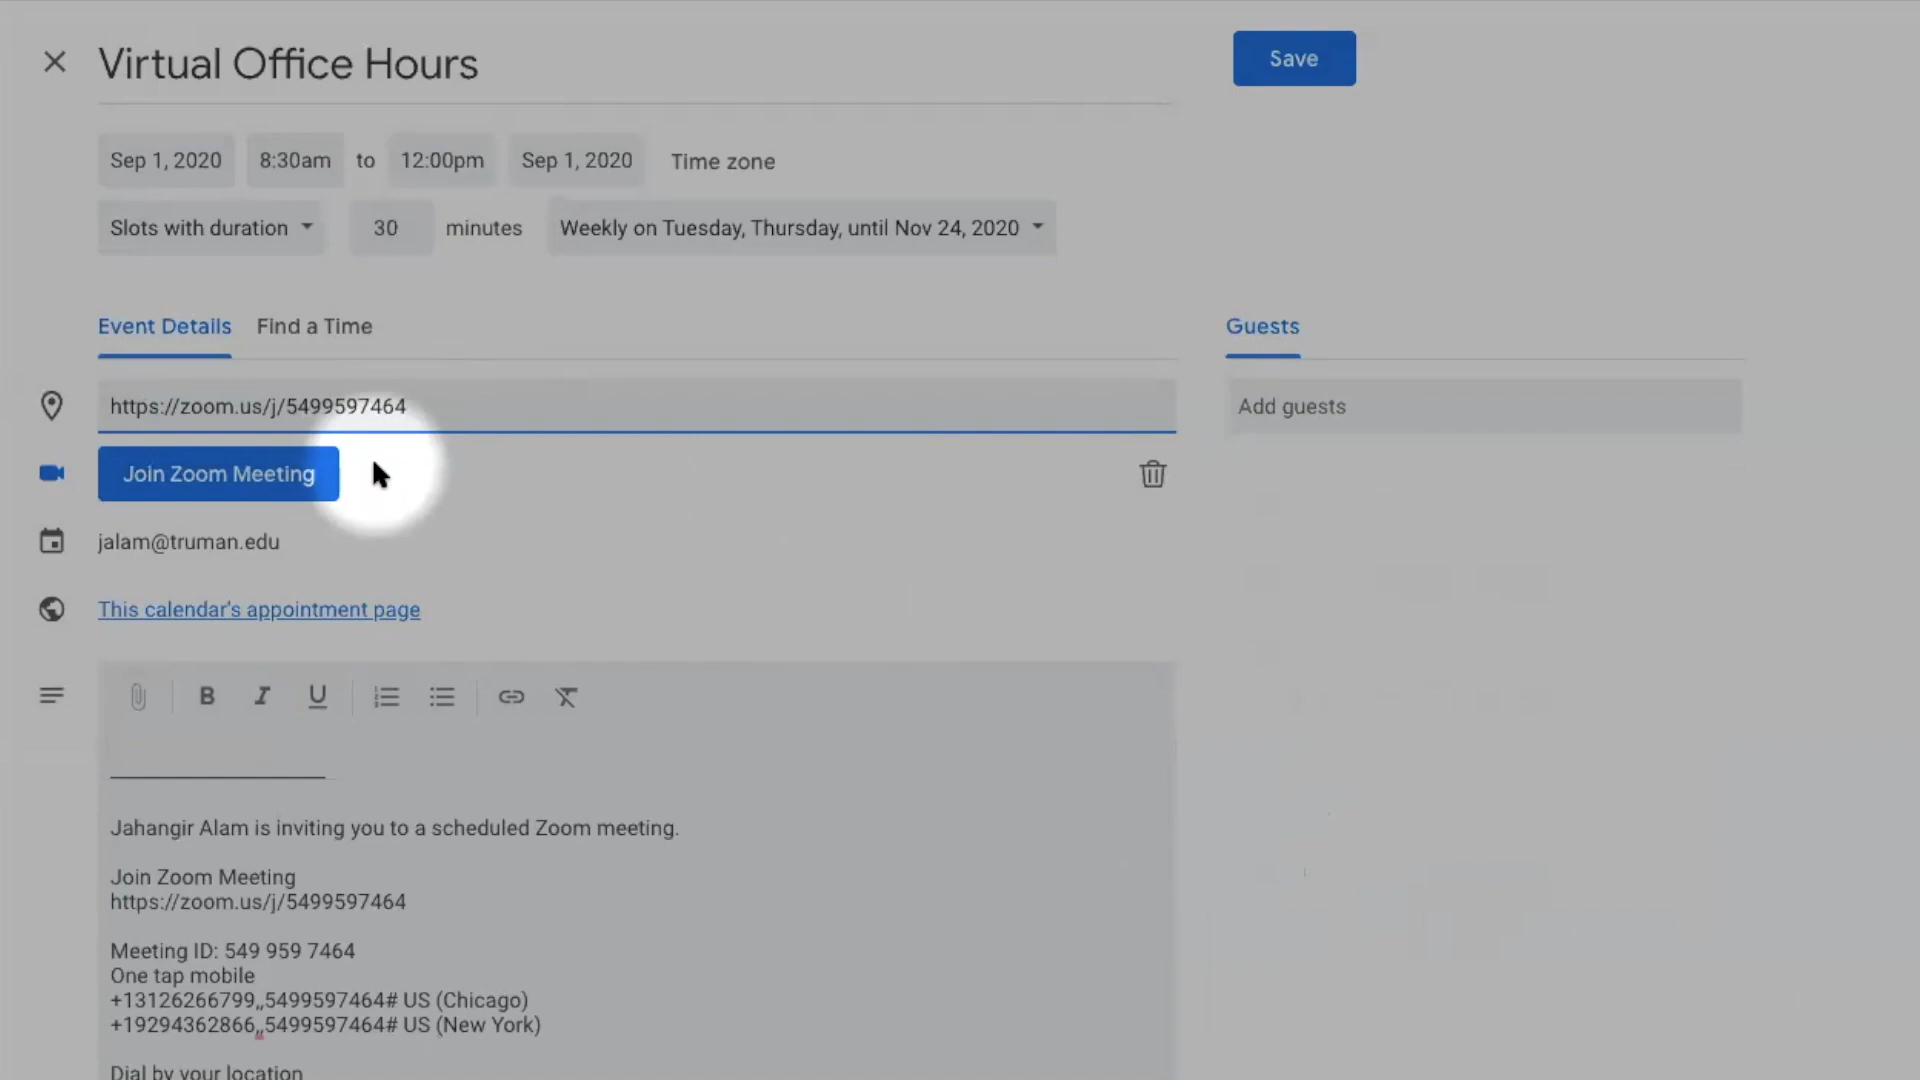 Virtual Office Hours
Save
Sep 1, 2020 8:30am to 12:00pm Sep 1, 2020 Time zone
Slots with duration 30 minutes Weekly on Tuesday, Thursday, until Nov 24, 2020
Event Details Find a Time
Guests
https://zoom.us/j/5499597464
Add guests
Join Zoom Meeting
jalam@truman.edu
This calendar's appointment page
B I U
Jahangir Alam is inviting you to a scheduled Zoom meeting.
Join Zoom Meeting
https://zoom.us/j/5499597464
Meeting ID: 549 959 7464
One tap mobile
+13126266799,,5499597464# US (Chicago)
+19294362866,,5499597464# US (New York)
Dial by your location